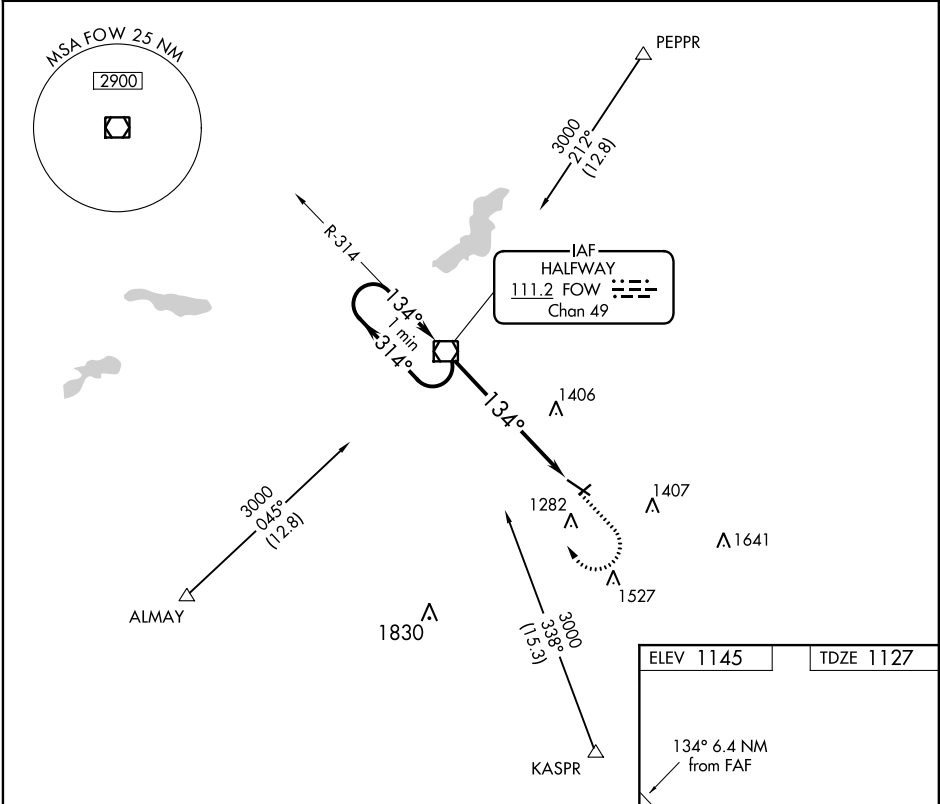 MSA FOW 25 NM
2900
PEPPR
3000
212°
(12.8)
R-314
IAF
HALFWAY
111.2 FOW
Chan 49
134°
1 min
314°
134°
1406
1407
1282
1641
1527
3000
045°
(12.8)
ALMAY
1830
3000
338°
(15.3)
KASPR
ELEV 1145
TDZE 1127
134° 6.4 NM
from FAF